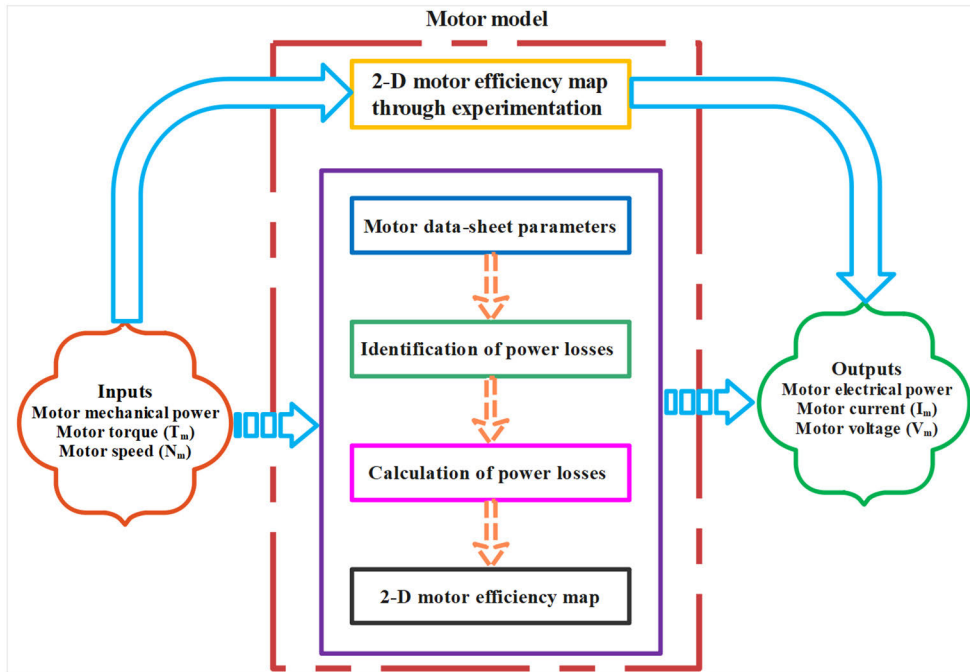 Motor model
2-D motor efficiency map
through experimentation
Motor data-sheet parameters
Identification of power losses
Calculation of power losses
2-D motor efficiency map
Inputs
Motor mechanical power
Motor torque (Tm)
Motor speed (Nm)
Outputs
Motor electrical power
Motor current (Im)
Motor voltage (Vm)